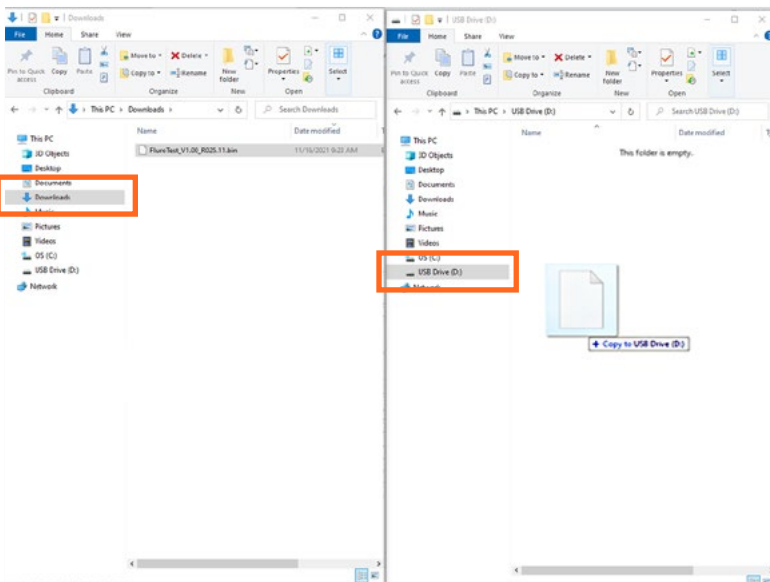 Downloads
File Home Share View
Pin to Quick access
Copy
Paste
Move to
Copy to
Delete
Rename
New folder
Properties
Select
Clipboard
Organize
New
Open
This PC
Downloads
Search Downloads
This PC
3D Objects
Desktop
Documents
Downloads
Music
Pictures
Videos
OS (C:)
USB Drive (D:)
Network
Name
Date modified
11/16/2021 9:23 AM
USB Drive (D:)
File Home Share View
Pin to Quick access
Copy
Paste
Move to
Copy to
Delete
Rename
New folder
Properties
Select
Clipboard
Organize
New
Open
This PC
USB Drive (D:)
Search USB Drive (D:)
This PC
3D Objects
Desktop
Documents
Downloads
Music
Pictures
Videos
OS (C:)
USB Drive (D:)
Network
Name
Date modified
This folder is empty.
Copy to USB Drive (D:)